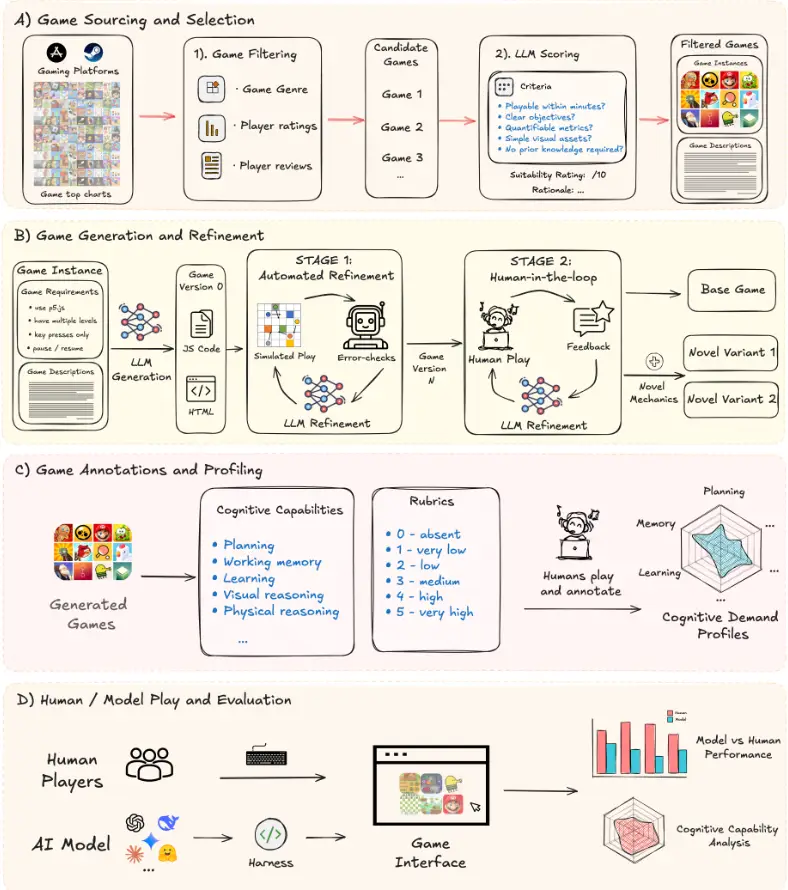 A) Game Sourcing and Selection
Gaming Platforms
Game top charts
1). Game Filtering
· Game Genre
· Player ratings
· Player reviews
Candidate
Games
Game 1
Game 2
Game 3
...
2). LLM Scoring
Criteria
• Playable within minutes?
• Clear objectives?
• Quantifiable metrics?
• Simple visual assets?
• No prior knowledge required?
Suitability Rating: /10
Rationale: ...
Filtered Games
Game Instances
Game Descriptions
B) Game Generation and Refinement
Game Instance
Game Requirements
• use p5.js
• have multiple levels
• key presses only
• pause / resume
Game Descriptions
LLM
Generation
Game
Version 0
JS Code
HTML
STAGE 1:
Automated Refinement
Simulated Play
Error-checks
LLM Refinement
Game
Version
N
STAGE 2:
Human-in-the-loop
Human Play
Feedback
LLM Refinement
Novel
Mechanics
Base Game
Novel Variant 1
Novel Variant 2
C) Game Annotations and Profiling
Generated
Games
Cognitive Capabilities
• Planning
• Working memory
• Learning
• Visual reasoning
• Physical reasoning
...
Rubrics
• 0 - absent
• 1 - very low
• 2 - low
• 3 - medium
• 4 - high
• 5 - very high
Humans play
and annotate
Planning
Memory
...
Learning
...
...
Cognitive Demand
Profiles
D) Human / Model Play and Evaluation
Human
Players
AI Model
...
Harness
Game
Interface
Human
Model
Model vs Human
Performance
Cognitive Capability
Analysis